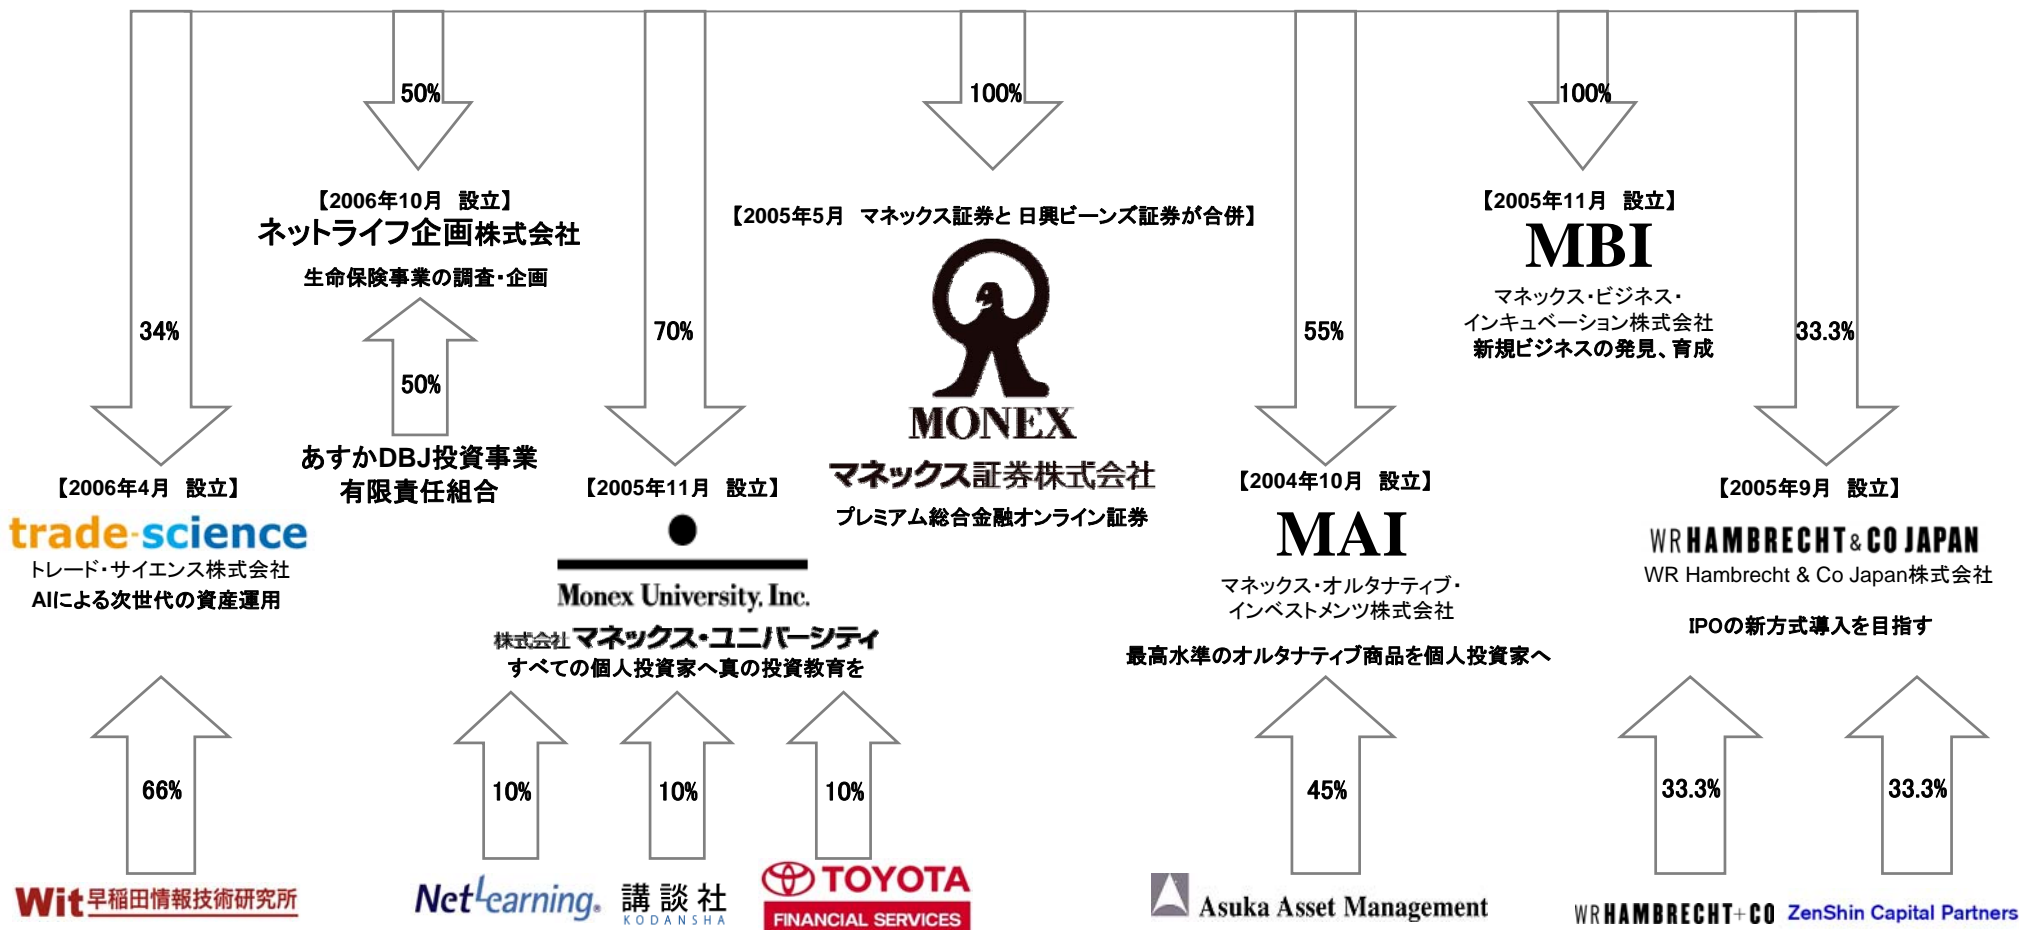 50%
100%
100%
34%
70%
55%
33.3%
【2006年10月　設立】
ネットライフ企画株式会社
生命保険事業の調査・企画
50%
あすかDBJ投資事業
有限責任組合
【2005年5月　マネックス証券と 日興ビーンズ証券が合併】
MONEX
マネックス証券株式会社
プレミアム総合金融オンライン証券
【2005年11月　設立】
MBI
マネックス・ビジネス・
インキュベーション株式会社
新規ビジネスの発見、育成
【2006年4月　設立】
trade-science
トレード・サイエンス株式会社
AIによる次世代の資産運用
【2005年11月　設立】
Monex University, Inc.
株式会社 マネックス・ユニバーシティ
すべての個人投資家へ真の投資教育を
【2004年10月　設立】
MAI
マネックス・オルタナティブ・
インベストメンツ株式会社
最高水準のオルタナティブ商品を個人投資家へ
【2005年9月　設立】
WR HAMBRECHT & CO JAPAN
WR Hambrecht & Co Japan株式会社
IPOの新方式導入を目指す
66%
10%
10%
10%
45%
33.3%
33.3%
Wit 早稲田情報技術研究所
NetLearning.
講談社
KODANSHA
TOYOTA
FINANCIAL SERVICES
Asuka Asset Management
WR HAMBRECHT+CO
ZenShin Capital Partners